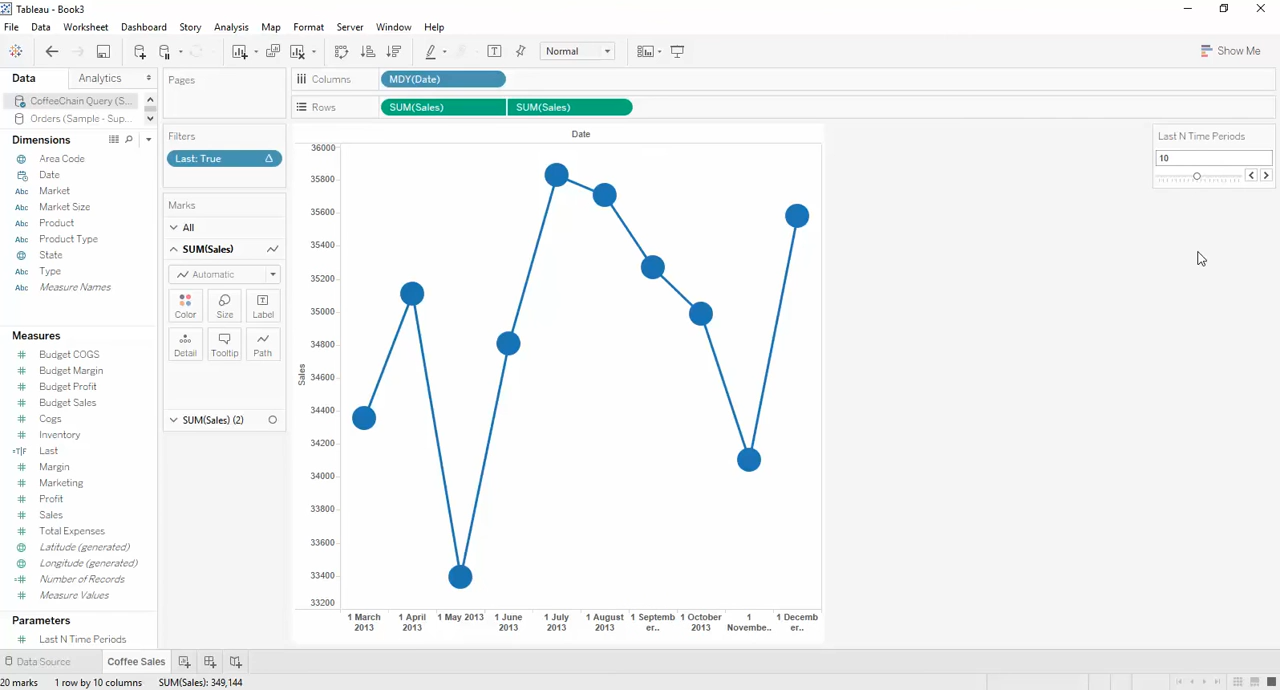 Tableau - Book3
File Data Worksheet Dashboard Story Analysis Map Format Server Window Help
Normal
Show Me
Data Analytics
CoffeeChain Query (S...
Orders (Sample - Sup...
Dimensions
Area Code
Date
Abc Market
Abc Market Size
Abc Product
Abc Product Type
State
Abc Type
Abc Measure Names
Measures
Budget COGS
Budget Margin
Budget Profit
Budget Sales
Cogs
Inventory
=T|F Last
Margin
Marketing
Profit
Sales
Total Expenses
Latitude (generated)
Longitude (generated)
Number of Records
Measure Values
Parameters
Last N Time Periods
Pages
Filters
Last: True
Marks
All
SUM(Sales)
Automatic
Color Size Label
Detail Tooltip Path
SUM(Sales) (2)
Columns MDY(Date)
Rows SUM(Sales) SUM(Sales)
Date
36000
35800
35600
35400
35200
35000
34800
34600
34400
34200
34000
33800
33600
33400
33200
Sales
1 March 2013
1 April 2013
1 May 2013
1 June 2013
1 July 2013
1 August 2013
1 Septemb er..
1 October 2013
1 Novembe..
1 Decemb er..
Last N Time Periods
10
Data Source Coffee Sales
20 marks 1 row by 10 columns SUM(Sales): 349,144